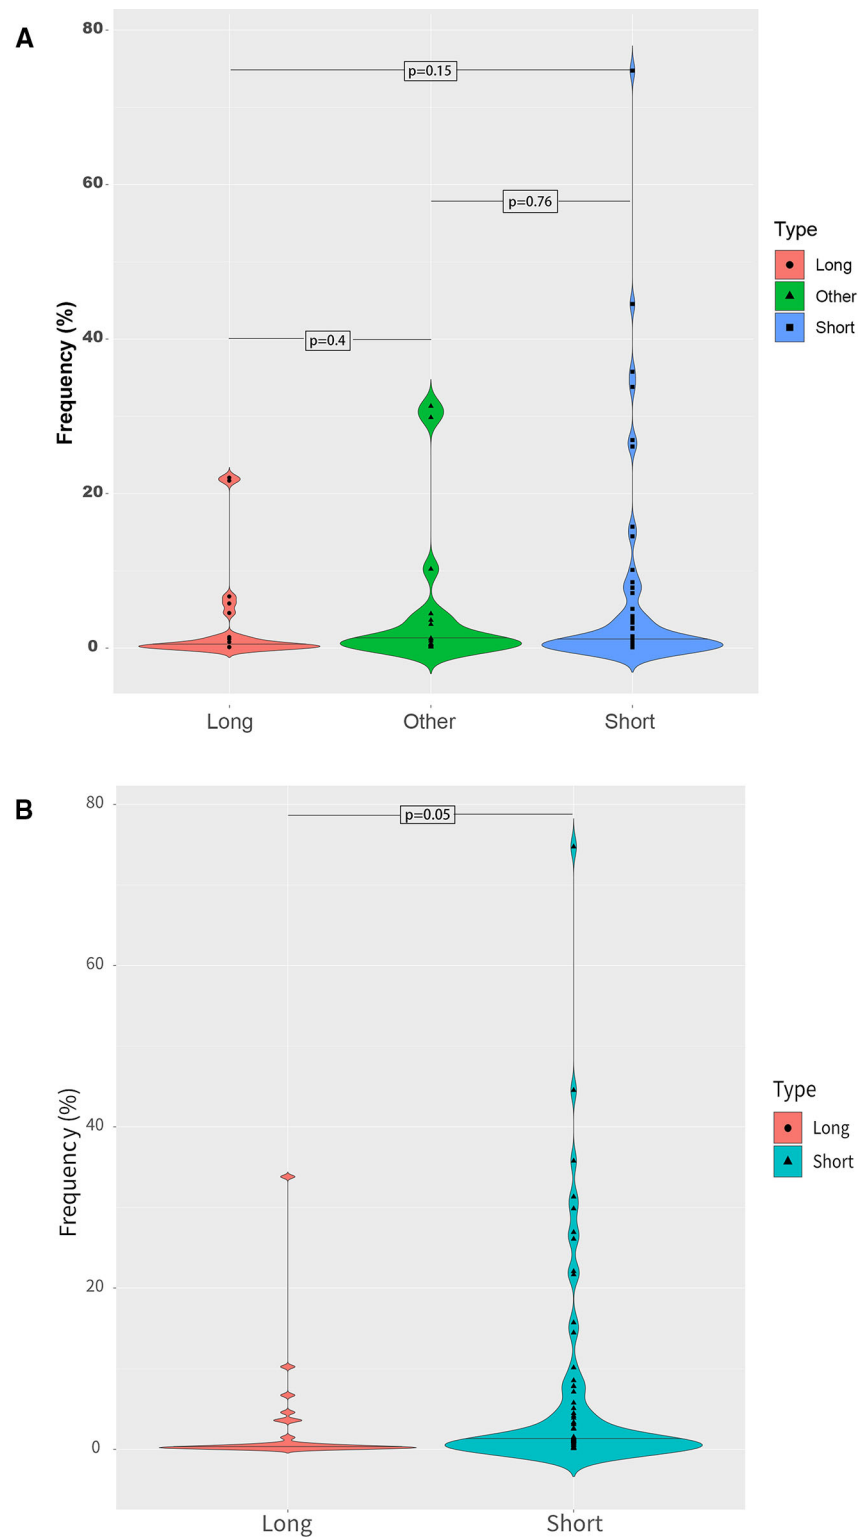 A
80
p=0.15
60
p=0.76
Type
Long
Other
Short
40
p=0.4
Frequency (%)
20
0
Long Other Short
B
80
p=0.05
60
Type
Long
Short
40
Frequency (%)
20
0
Long Short